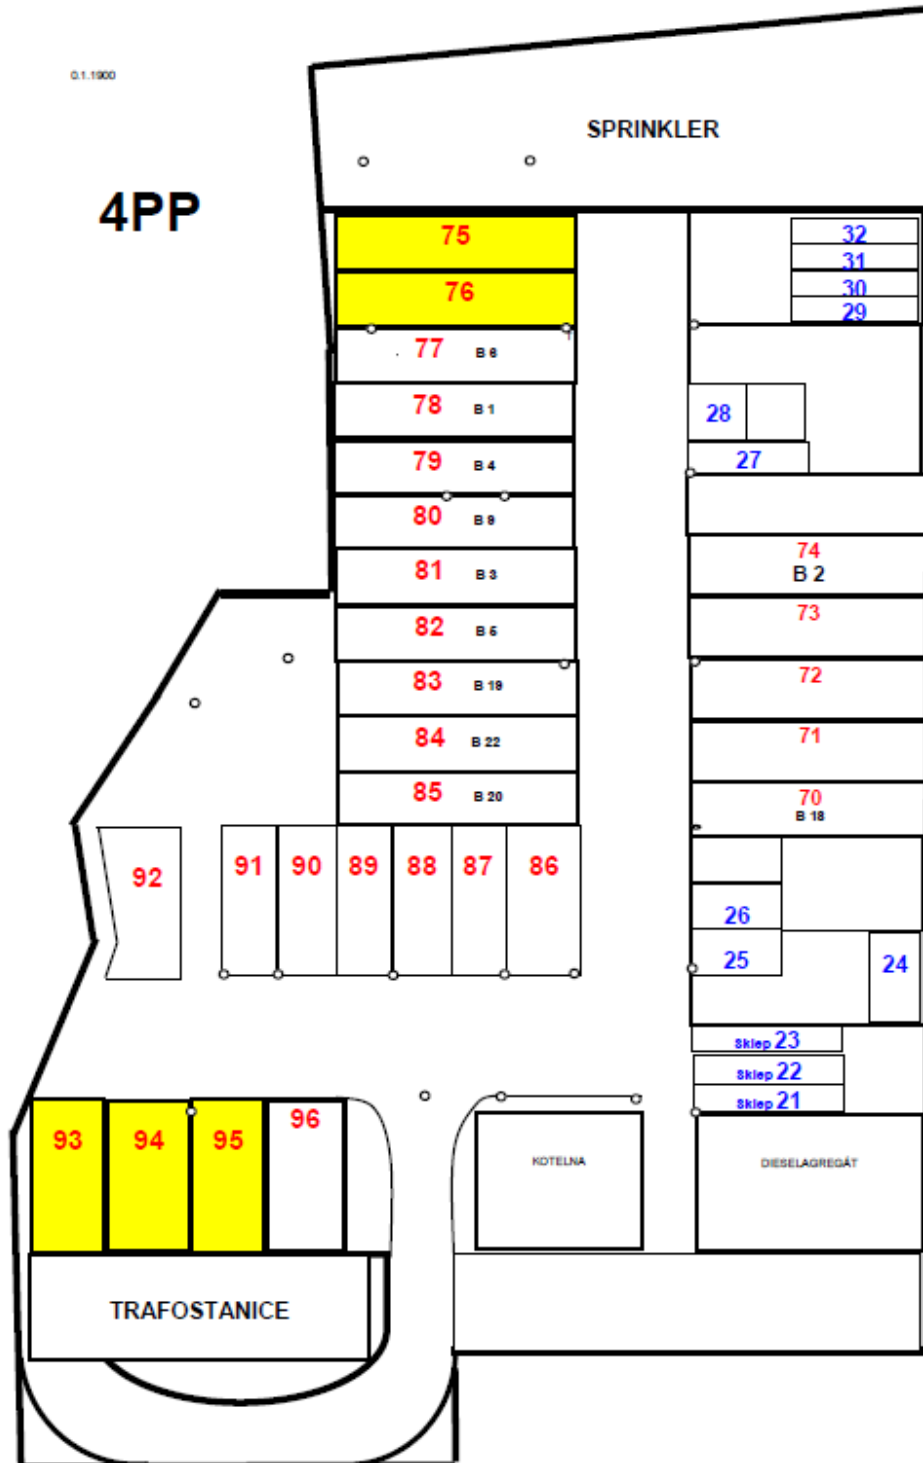 0.1.1900
SPRINKLER
4PP
75
76
77 B 6
78 B 1
79 B 4
80 B 9
81 B 3
82 B 5
83 B 19
84 B 22
85 B 20
32
31
30
29
28
27
74
B 2
73
72
71
70
B 18
92
91 90 89 88 87 86
26
25
24
Sklep 23
Sklep 22
Sklep 21
93 94 95 96
KOTELNA
DIESELAGREGÁT
TRAFOSTANICE